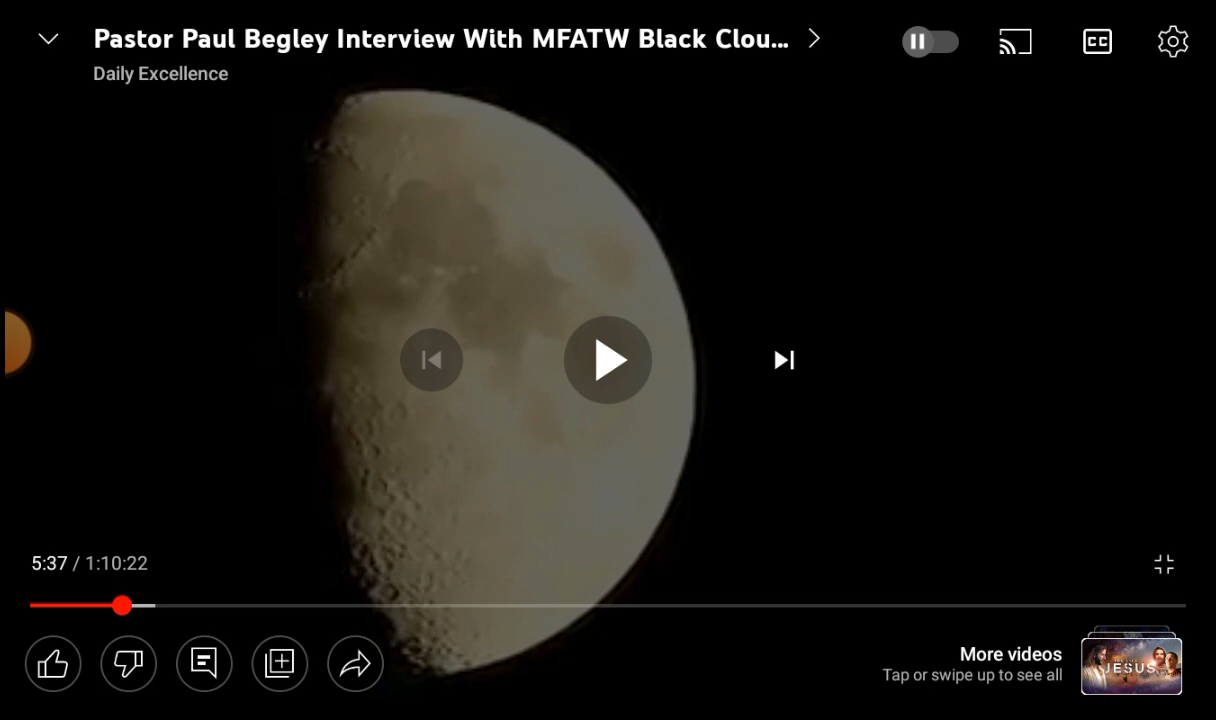 Pastor Paul Begley Interview With MFATW Black Clou...
Daily Excellence
CC
5:37 / 1:10:22
More videos
Tap or swipe up to see all
JESUS